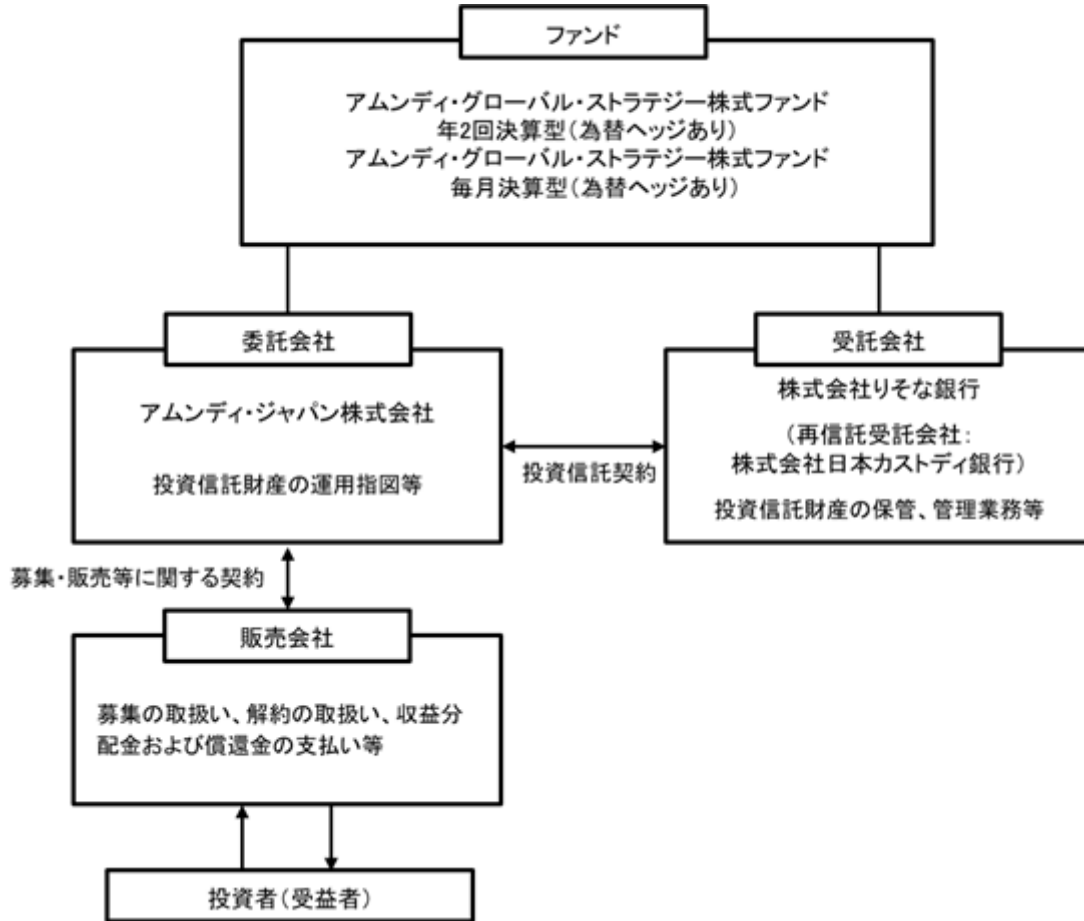 ファンド
アムンディ・グローバル・ストラテジー株式ファンド
年2回決算型(為替ヘッジあり)
アムンディ・グローバル・ストラテジー株式ファンド
毎月決算型(為替ヘッジあり)
委託会社
アムンディ・ジャパン株式会社
投資信託財産の運用指図等
投資信託契約
受託会社
株式会社りそな銀行
(再信託受託会社:
株式会社日本カストディ銀行)
投資信託財産の保管、管理業務等
募集・販売等に関する契約
販売会社
募集の取扱い、解約の取扱い、収益分
配金および償還金の支払い等
投資者(受益者)